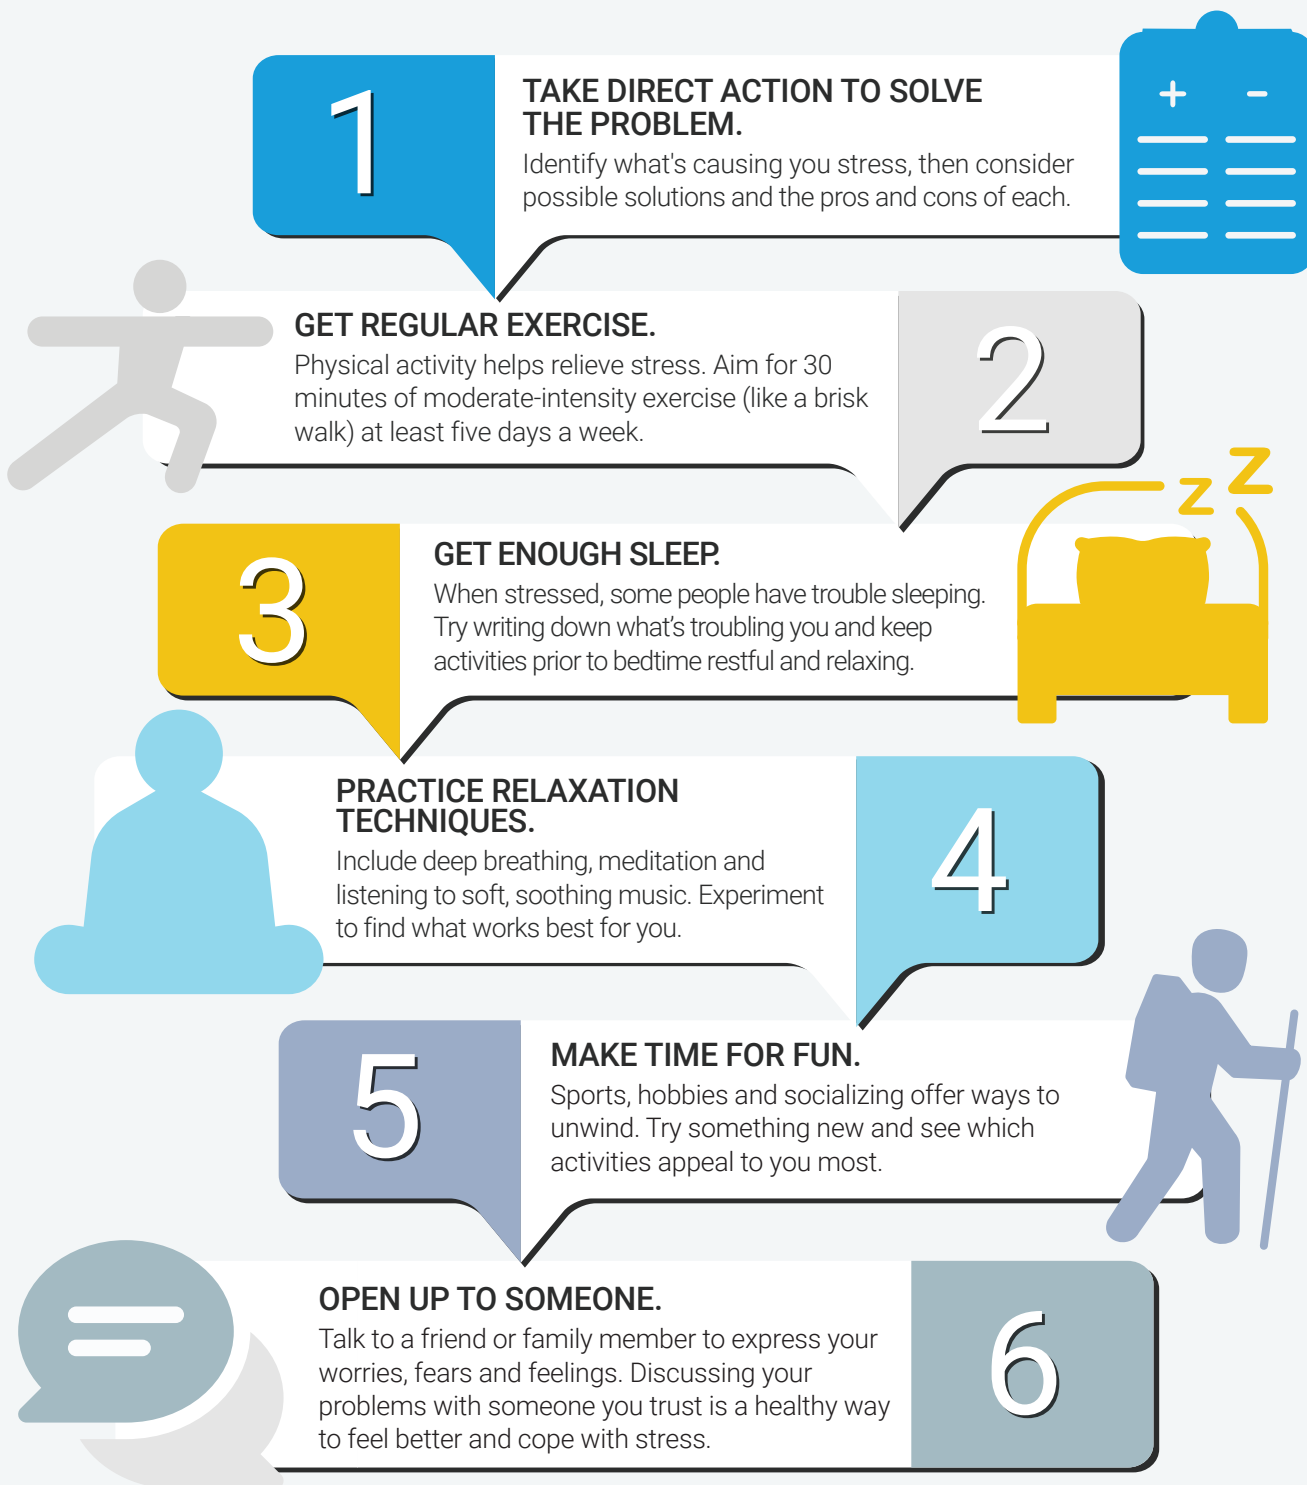 1
TAKE DIRECT ACTION TO SOLVE
THE PROBLEM.
Identify what's causing you stress, then consider
possible solutions and the pros and cons of each.
+ -
GET REGULAR EXERCISE.
Physical activity helps relieve stress. Aim for 30
minutes of moderate-intensity exercise (like a brisk
walk) at least five days a week.
2
z Z
3
GET ENOUGH SLEEP.
When stressed, some people have trouble sleeping.
Try writing down what's troubling you and keep
activities prior to bedtime restful and relaxing.
PRACTICE RELAXATION
TECHNIQUES.
Include deep breathing, meditation and
listening to soft, soothing music. Experiment
to find what works best for you.
4
5
MAKE TIME FOR FUN.
Sports, hobbies and socializing offer ways to
unwind. Try something new and see which
activities appeal to you most.
OPEN UP TO SOMEONE.
Talk to a friend or family member to express your
worries, fears and feelings. Discussing your
problems with someone you trust is a healthy way
to feel better and cope with stress.
6